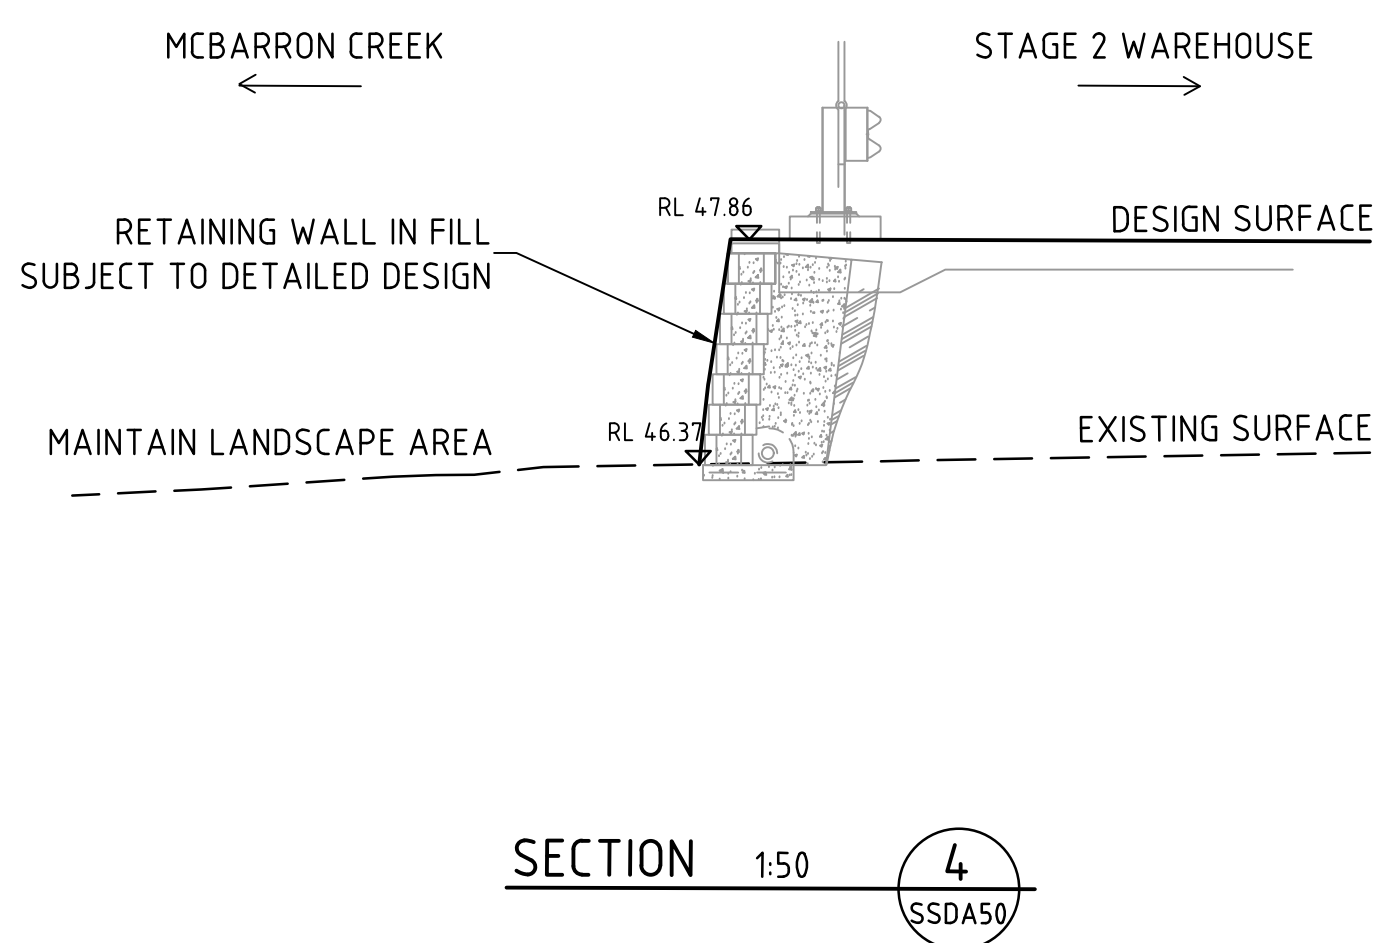 MCBARRON CREEK
STAGE 2 WAREHOUSE
RL 47.86
DESIGN SURFACE
RETAINING WALL IN FILL
SUBJECT TO DETAILED DESIGN
RL 46.37
EXISTING SURFACE
MAINTAIN LANDSCAPE AREA
SECTION 1:50
4
SSDA50